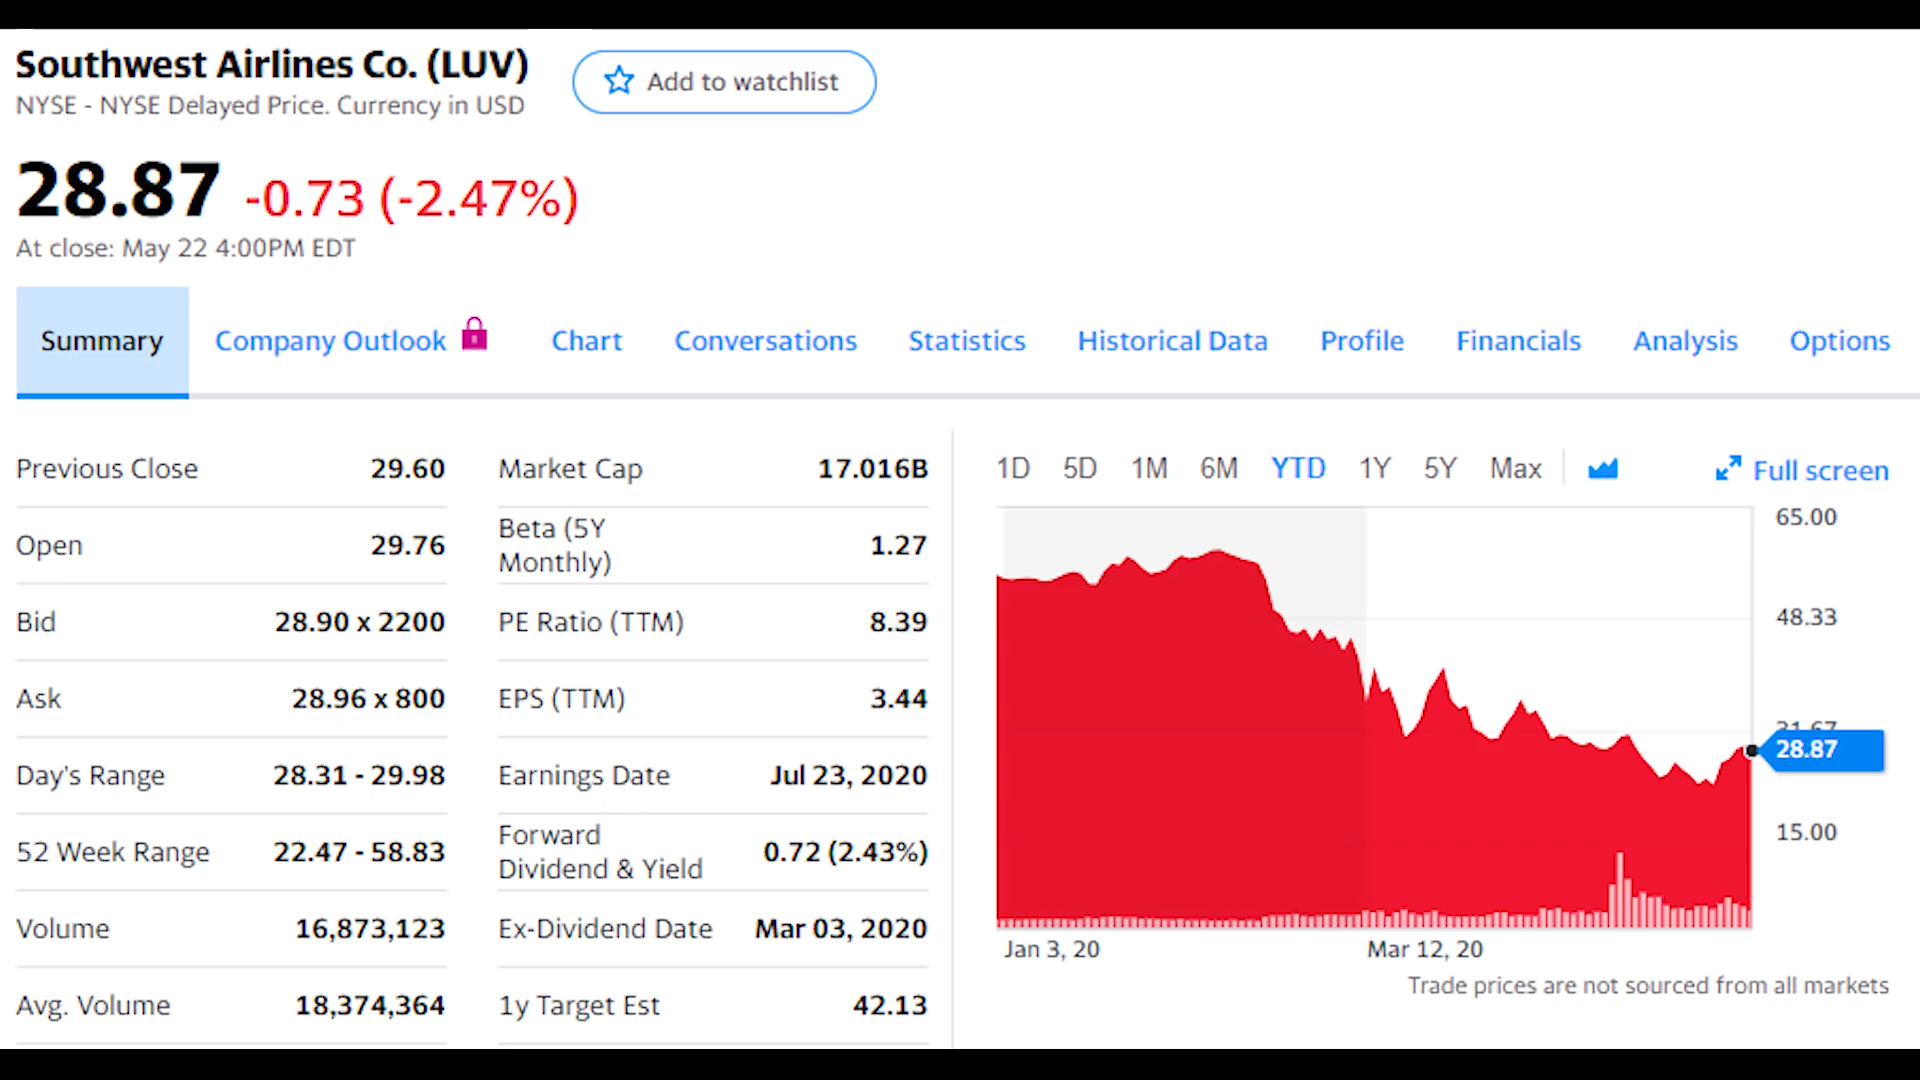 Southwest Airlines Co. (LUV)
Add to watchlist
NYSE - NYSE Delayed Price. Currency in USD
28.87 -0.73 (-2.47%)
At close: May 22 4:00PM EDT
Summary Company Outlook Chart Conversations Statistics Historical Data Profile Financials Analysis Options
Previous Close 29.60
Open 29.76
Bid 28.90 x 2200
Ask 28.96 x 800
Day's Range 28.31 - 29.98
52 Week Range 22.47 - 58.83
Volume 16,873,123
Avg. Volume 18,374,364
Market Cap 17.016B
Beta (5Y
Monthly) 1.27
PE Ratio (TTM) 8.39
EPS (TTM) 3.44
Earnings Date Jul 23, 2020
Forward
Dividend & Yield 0.72 (2.43%)
Ex-Dividend Date Mar 03, 2020
1y Target Est 42.13
1D 5D 1M 6M YTD 1Y 5Y Max Full screen
65.00
48.33
31.67
28.87
15.00
Jan 3, 20 Mar 12, 20
Trade prices are not sourced from all markets